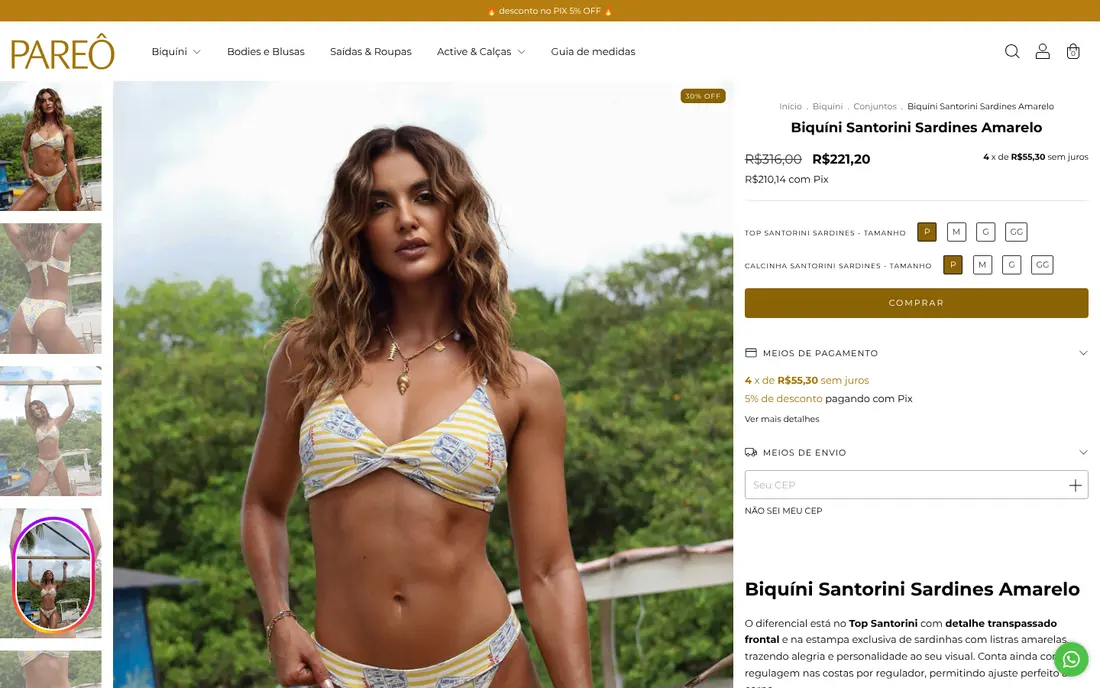 🔥 desconto no PIX 5% OFF 🔥
PAREÔ
Biquíni
Bodies e Blusas
Saídas & Roupas
Active & Calças
Guia de medidas
0
30% OFF
Início . Biquíni . Conjuntos . Biquíni Santorini Sardines Amarelo
Biquíni Santorini Sardines Amarelo
R$316,00 R$221,20
4 x de R$55,30 sem juros
R$210,14 com Pix
TOP SANTORINI SARDINES - TAMANHO P M G GG
CALCINHA SANTORINI SARDINES - TAMANHO P M G GG
COMPRAR
MEIOS DE PAGAMENTO
4 x de R$55,30 sem juros
5% de desconto pagando com Pix
Ver mais detalhes
MEIOS DE ENVIO
Seu CEP
NÃO SEI MEU CEP
Biquíni Santorini Sardines Amarelo
O diferencial está no Top Santorini com detalhe transpassado
frontal e na estampa exclusiva de sardinhas com listras amarelas,
trazendo alegria e personalidade ao seu visual. Conta ainda com
regulagem nas costas por regulador, permitindo ajuste perfeito